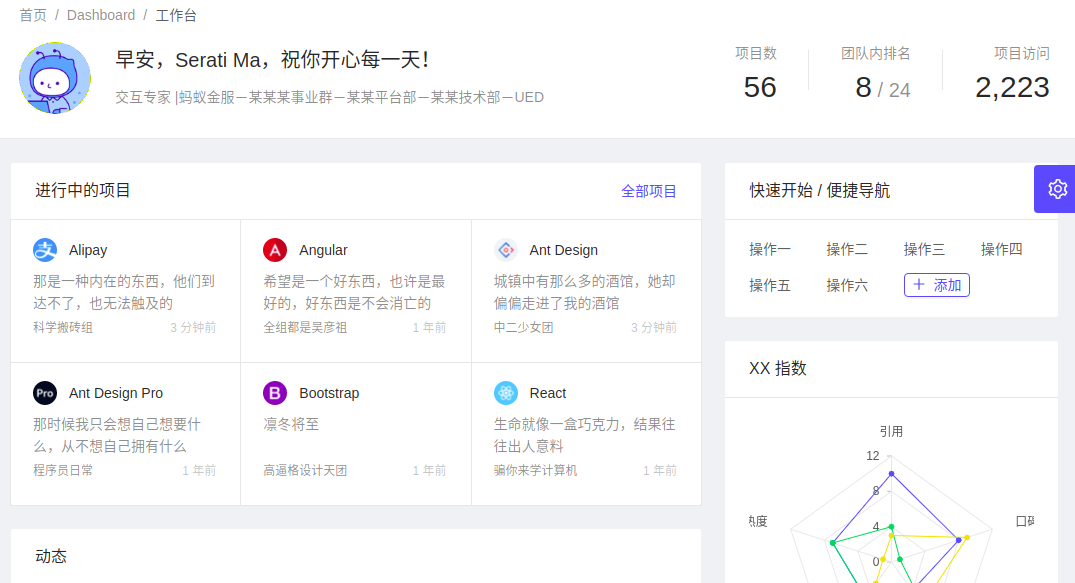 首页 / Dashboard / 工作台
早安，Serati Ma，祝你开心每一天！
交互专家 |蚂蚁金服－某某某事业群－某某平台部－某某技术部－UED
项目数 团队内排名 项目访问
56 8 / 24 2,223
进行中的项目 全部项目
Alipay
那是一种内在的东西，他们到
达不了，也无法触及的
科学搬砖组 3 分钟前
Angular
希望是一个好东西，也许是最
好的，好东西是不会消亡的
全组都是吴彦祖 1 年前
Ant Design
城镇中有那么多的酒馆，她却
偏偏走进了我的酒馆
中二少女团 3 分钟前
Pro Ant Design Pro
那时候我只会想自己想要什
么，从不想自己拥有什么
程序员日常 1 年前
Bootstrap
凛冬将至
高逼格设计天团 1 年前
React
生命就像一盒巧克力，结果往
往出人意料
骗你来学计算机 1 年前
动态
快速开始 / 便捷导航
操作一 操作二 操作三 操作四
操作五 操作六 添加
XX 指数
引用
12
8
热度 口碑
4
0